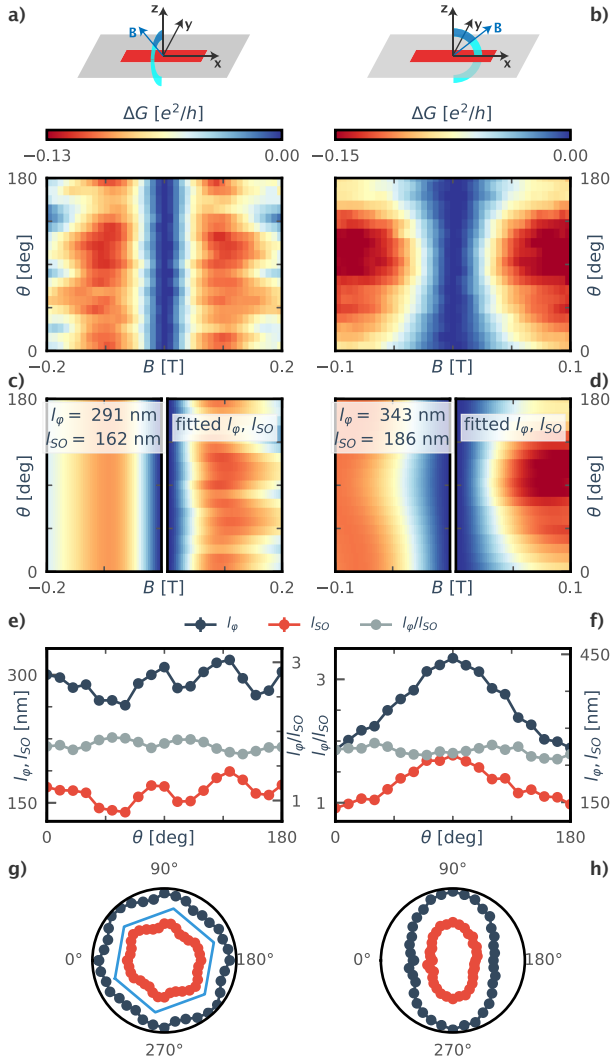 a)
z
y
B
x
b)
z
y
B
x
ΔG [e²/h]
−0.13
0.00
ΔG [e²/h]
−0.15
0.00
180
θ [deg]
0
−0.2
B [T]
0.2
180
θ [deg]
0
−0.1
B [T]
0.1
c)
180
θ [deg]
0
l_φ = 291 nm
l_SO = 162 nm
fitted l_φ, l_SO
−0.2
B [T]
0.2
d)
180
θ [deg]
0
l_φ = 343 nm
l_SO = 186 nm
fitted l_φ, l_SO
−0.1
B [T]
0.1
e)
l_φ
l_SO
l_φ/l_SO
f)
300
l_φ, l_SO [nm]
150
3
l_φ/l_SO
1
0
θ [deg]
180
3
l_φ/l_SO
1
450
l_φ, l_SO [nm]
150
0
θ [deg]
180
g)
90°
0°
180°
270°
h)
90°
0°
180°
270°